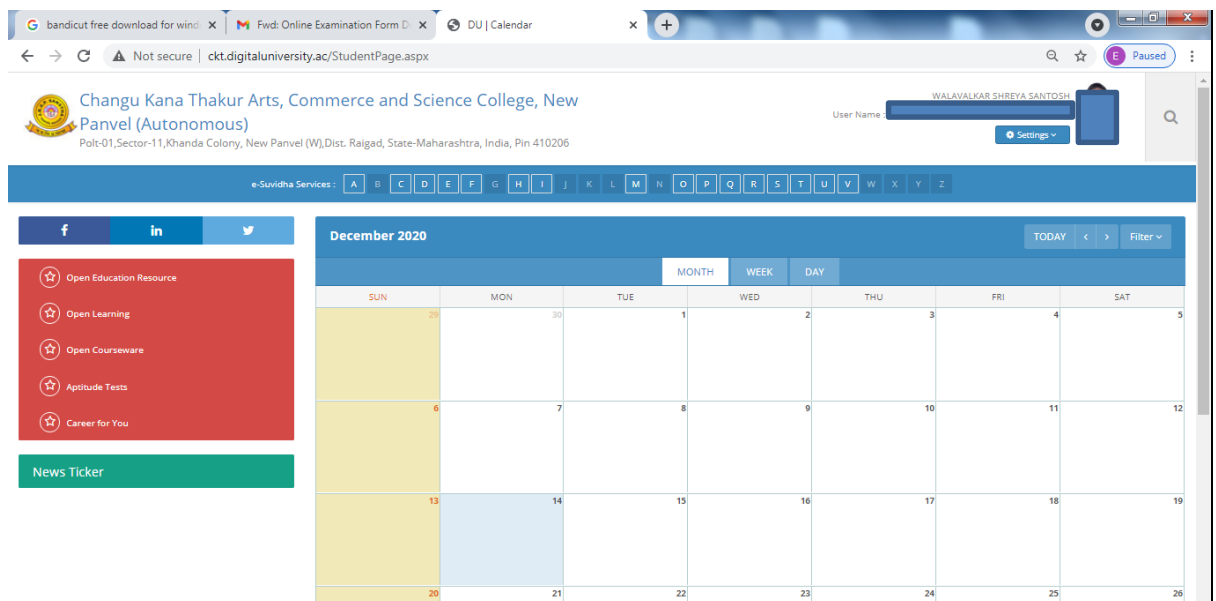 bandicut free download for wind
Fwd: Online Examination Form D
DU | Calendar
Not secure | ckt.digitaluniversity.ac/StudentPage.aspx
E Paused
Changu Kana Thakur Arts, Commerce and Science College, New
Panvel (Autonomous)
Polt-01,Sector-11,Khanda Colony, New Panvel (W),Dist. Raigad, State-Maharashtra, India, Pin 410206
WALAVALKAR SHREYA SANTOSH
User Name :
Settings
e-Suvidha Services : A B C D E F G H I J K L M N O P Q R S T U V W X Y Z
f in
Open Education Resource
Open Learning
Open Courseware
Aptitude Tests
Career for You
News Ticker
December 2020
TODAY < > Filter
MONTH WEEK DAY
SUN MON TUE WED THU FRI SAT
29 30 1 2 3 4 5
6 7 8 9 10 11 12
13 14 15 16 17 18 19
20 21 22 23 24 25 26